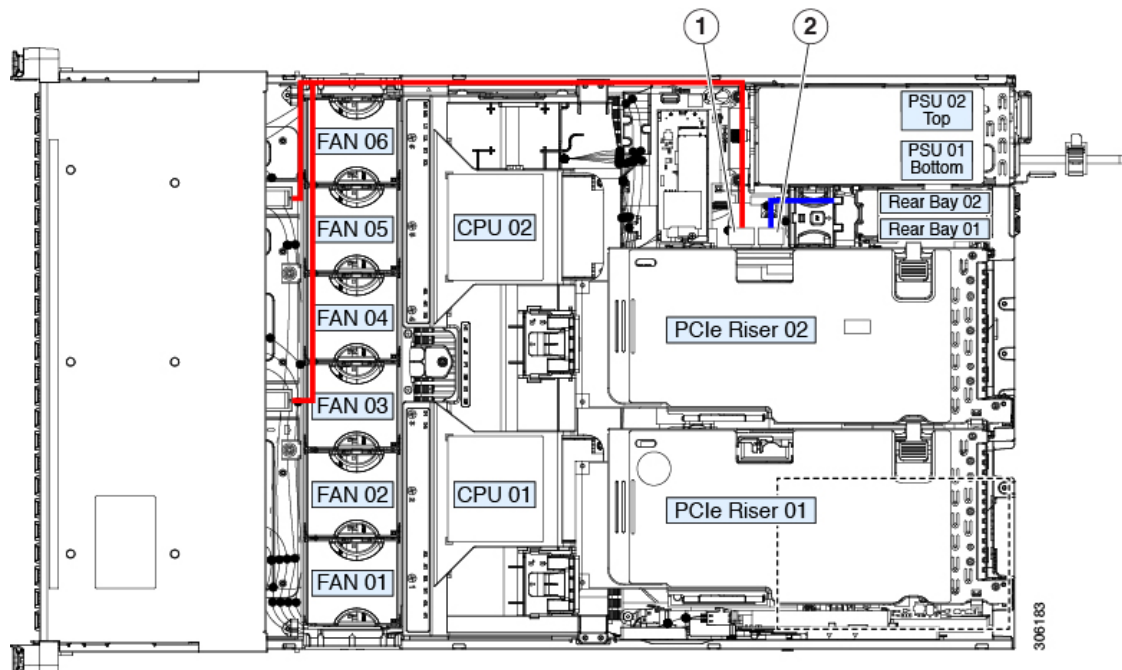 1
2
PSU 02
Top
PSU 01
Bottom
Rear Bay 02
Rear Bay 01
FAN 06
FAN 05
FAN 04
FAN 03
FAN 02
FAN 01
CPU 02
CPU 01
PCIe Riser 02
PCIe Riser 01
306183